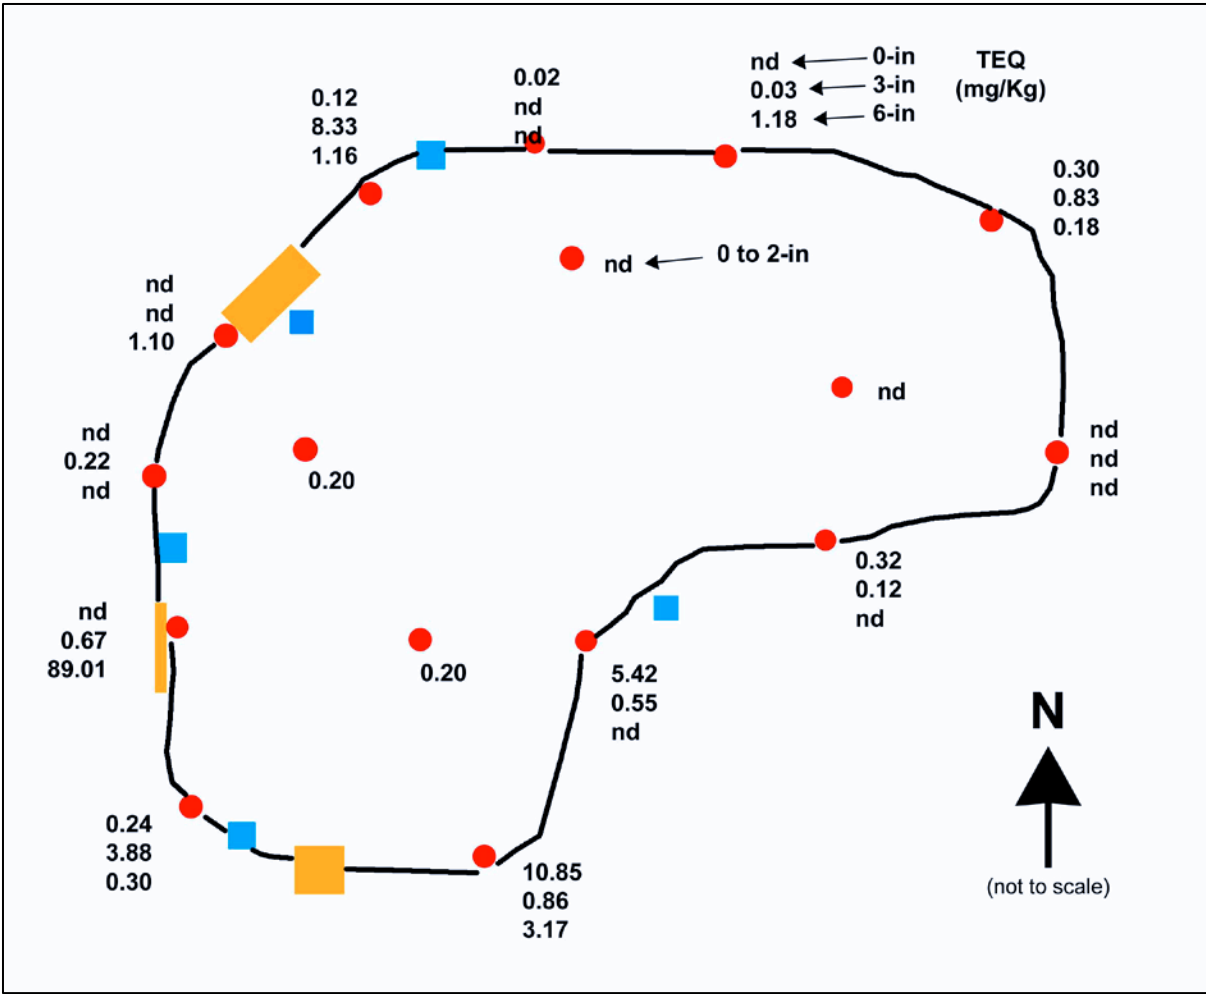 nd 0-in TEQ
0.03 3-in (mg/Kg)
1.18 6-in
0.02
nd
nd
0.12
8.33
1.16
0.30
0.83
0.18
nd 0 to 2-in
nd
nd
1.10
nd
nd
0.22
nd
0.20
nd
nd
nd
0.32
0.12
nd
nd
0.67
89.01
0.20
5.42
0.55
nd
N
0.24
3.88
0.30
10.85
0.86
3.17
(not to scale)